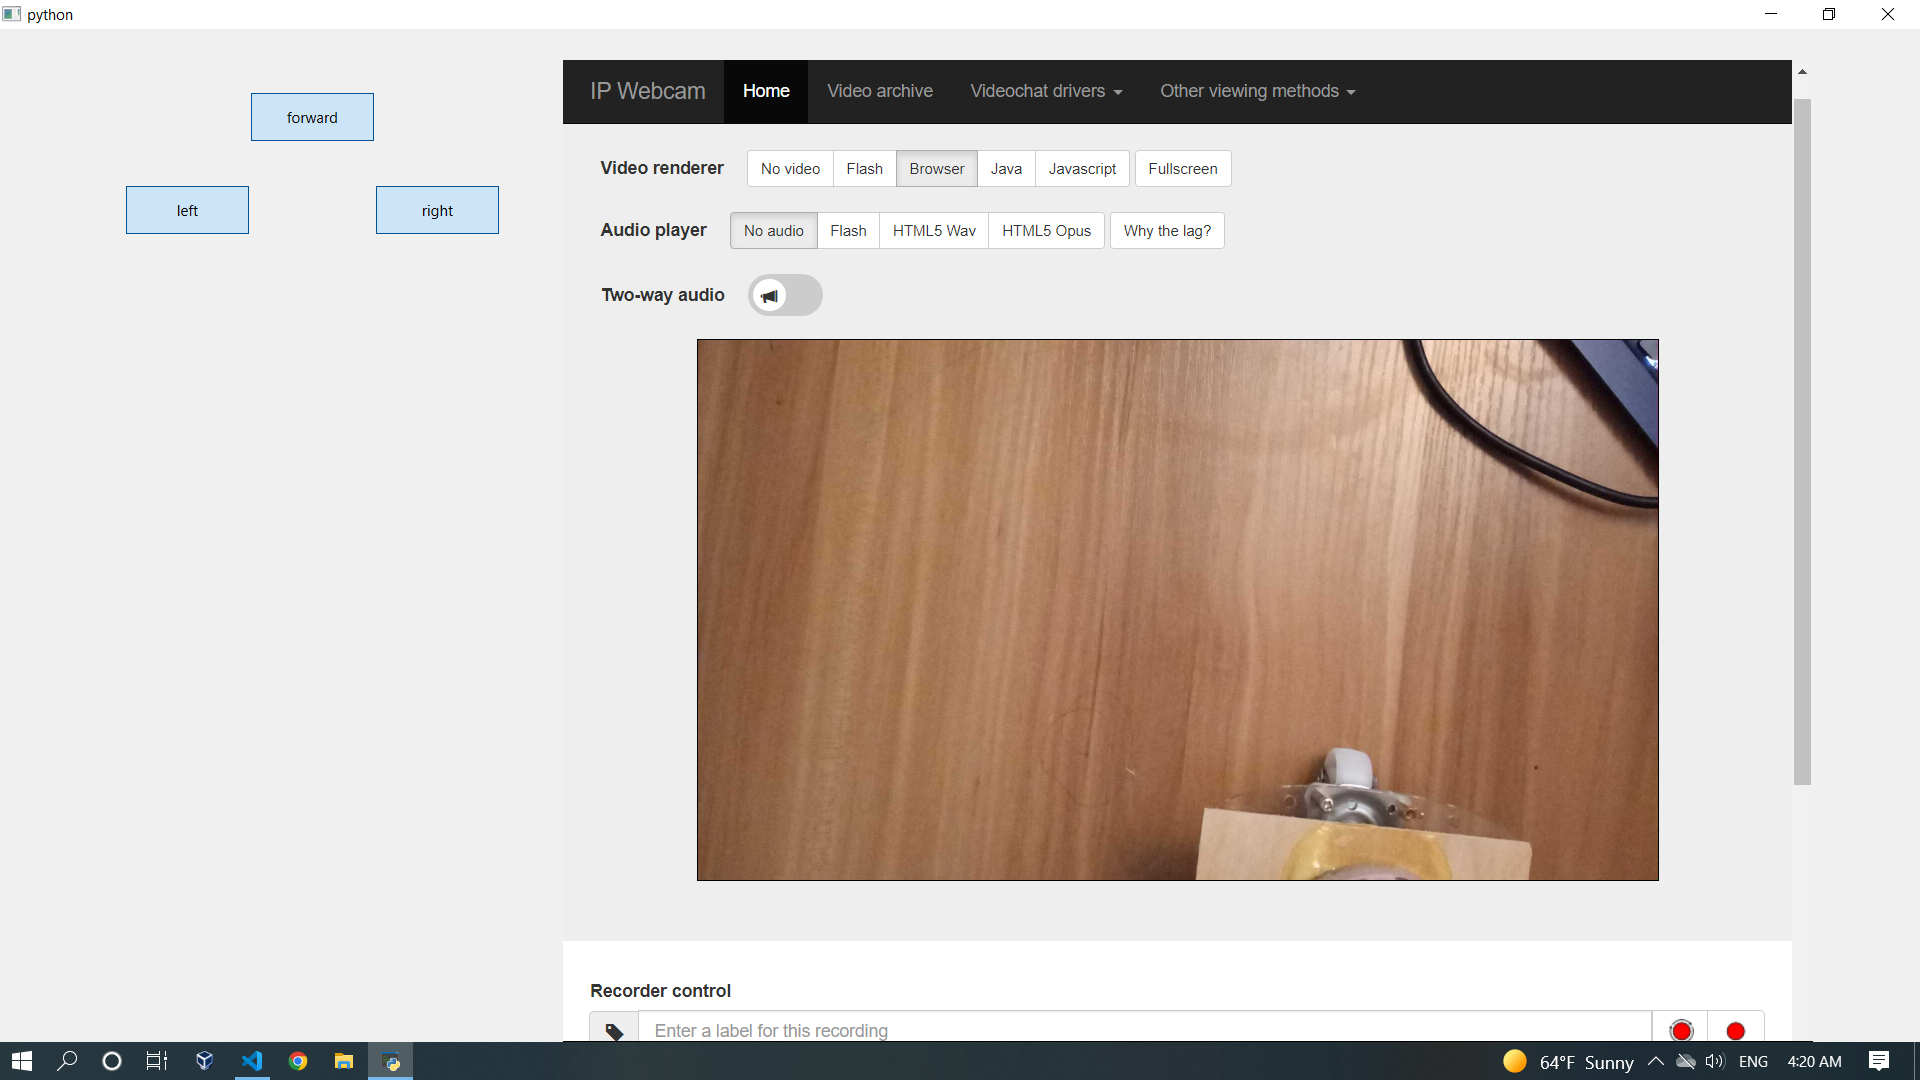 python
forward
left
right
IP Webcam Home Video archive Videochat drivers Other viewing methods
Video renderer No video Flash Browser Java Javascript Fullscreen
Audio player No audio Flash HTML5 Wav HTML5 Opus Why the lag?
Two-way audio
Recorder control
Enter a label for this recording
64°F Sunny ENG 4:20 AM